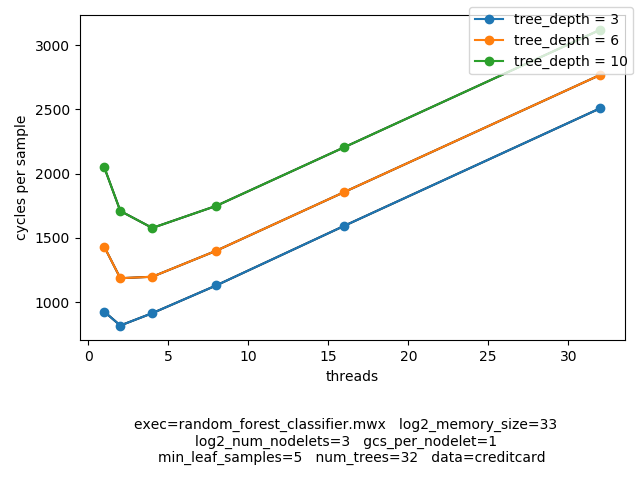 tree_depth = 3
tree_depth = 6
tree_depth = 10
3000
2500
2000
1500
1000
cycles per sample
0 5 10 15 20 25 30
threads
exec=random_forest_classifier.mwx log2_memory_size=33
log2_num_nodelets=3 gcs_per_nodelet=1
min_leaf_samples=5 num_trees=32 data=creditcard